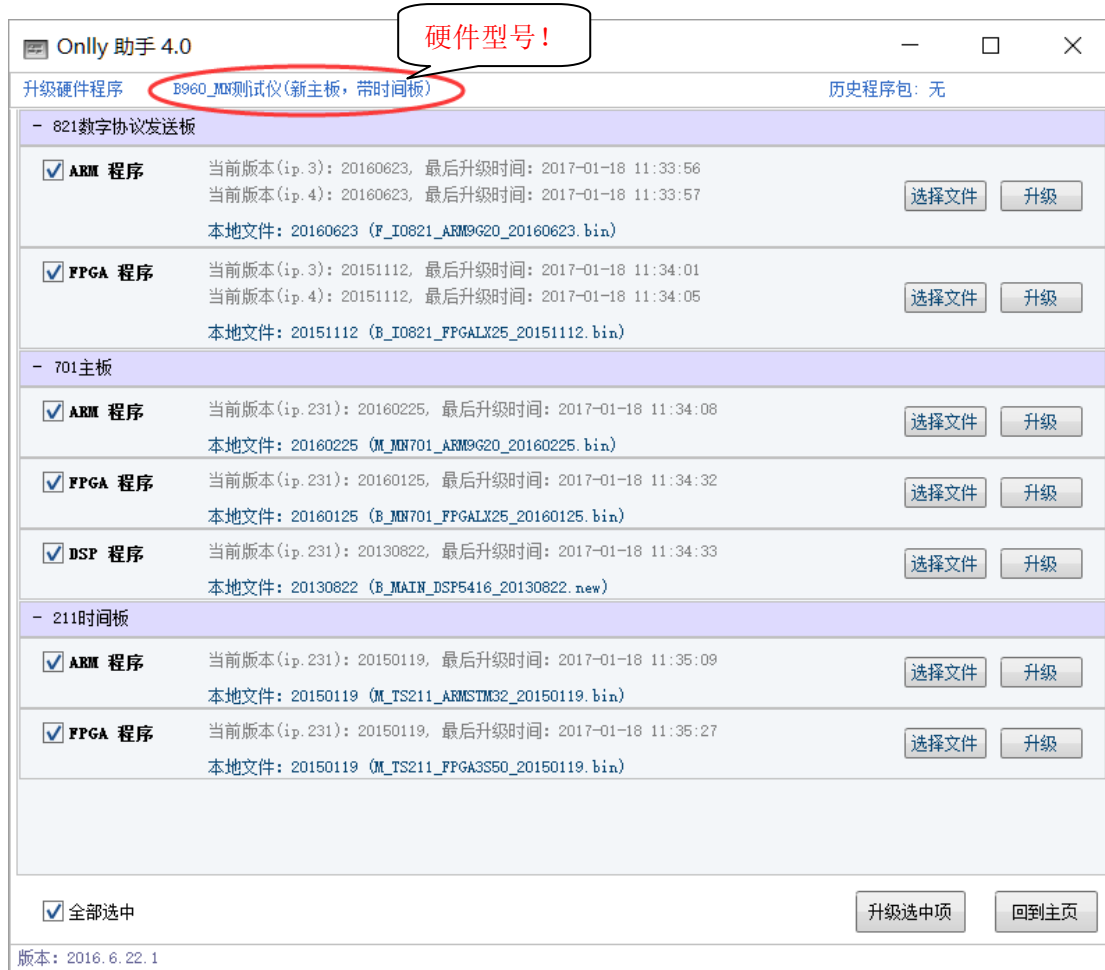 硬件型号！
Onlly 助手 4.0
升级硬件程序 B960_MN测试仪(新主板，带时间板) 历史程序包：无
- 821数字协议发送板
ARM 程序 当前版本(ip.3)：20160623，最后升级时间：2017-01-18 11:33:56
当前版本(ip.4)：20160623，最后升级时间：2017-01-18 11:33:57
选择文件 升级
本地文件：20160623 (F_IO821_ARM9G20_20160623.bin)
FPGA 程序 当前版本(ip.3)：20151112，最后升级时间：2017-01-18 11:34:01
当前版本(ip.4)：20151112，最后升级时间：2017-01-18 11:34:05
选择文件 升级
本地文件：20151112 (B_IO821_FPGALX25_20151112.bin)
- 701主板
ARM 程序 当前版本(ip.231)：20160225，最后升级时间：2017-01-18 11:34:08
选择文件 升级
本地文件：20160225 (M_MN701_ARM9G20_20160225.bin)
FPGA 程序 当前版本(ip.231)：20160125，最后升级时间：2017-01-18 11:34:32
选择文件 升级
本地文件：20160125 (B_MN701_FPGALX25_20160125.bin)
DSP 程序 当前版本(ip.231)：20130822，最后升级时间：2017-01-18 11:34:33
选择文件 升级
本地文件：20130822 (B_MAIN_DSP5416_20130822.new)
- 211时间板
ARM 程序 当前版本(ip.231)：20150119，最后升级时间：2017-01-18 11:35:09
选择文件 升级
本地文件：20150119 (M_TS211_ARMSTM32_20150119.bin)
FPGA 程序 当前版本(ip.231)：20150119，最后升级时间：2017-01-18 11:35:27
选择文件 升级
本地文件：20150119 (M_TS211_FPGA3S50_20150119.bin)
全部选中 升级选中项 回到主页
版本：2016.6.22.1